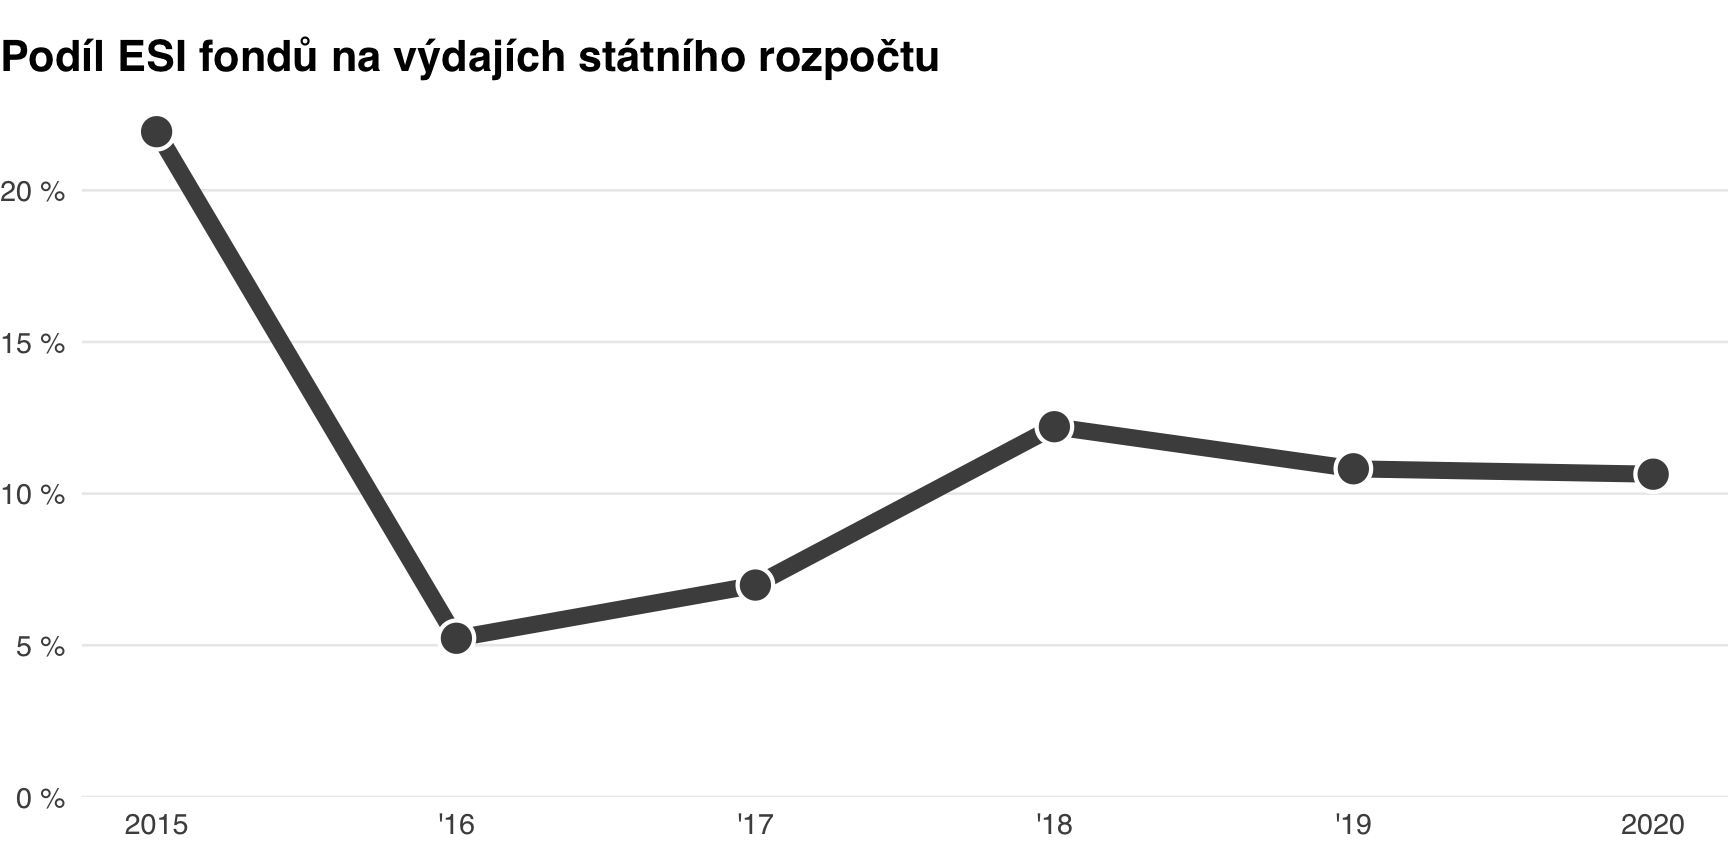 Podíl ESI fondů na výdajích státního rozpočtu
20 %
15 %
10 %
5 %
0 %
2015 '16 '17 '18 '19 2020